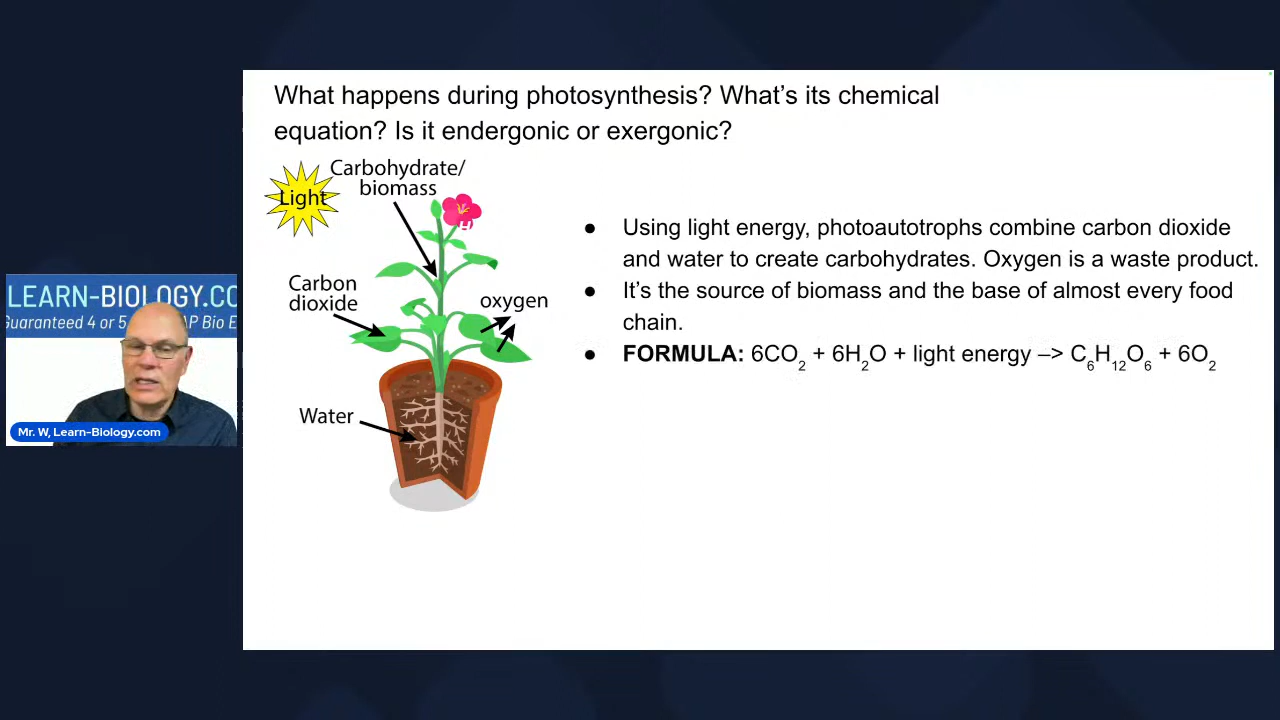 What happens during photosynthesis? What's its chemical
equation? Is it endergonic or exergonic?
Light
Carbohydrate/
biomass
Carbon
dioxide
oxygen
Water
● Using light energy, photoautotrophs combine carbon dioxide
and water to create carbohydrates. Oxygen is a waste product.
● It's the source of biomass and the base of almost every food
chain.
● FORMULA: 6CO₂ + 6H₂O + light energy –> C₆H₁₂O₆ + 6O₂
LEARN-BIOLOGY.CO
Guaranteed 4 or 5 AP Bio E
Mr. W, Learn-Biology.com